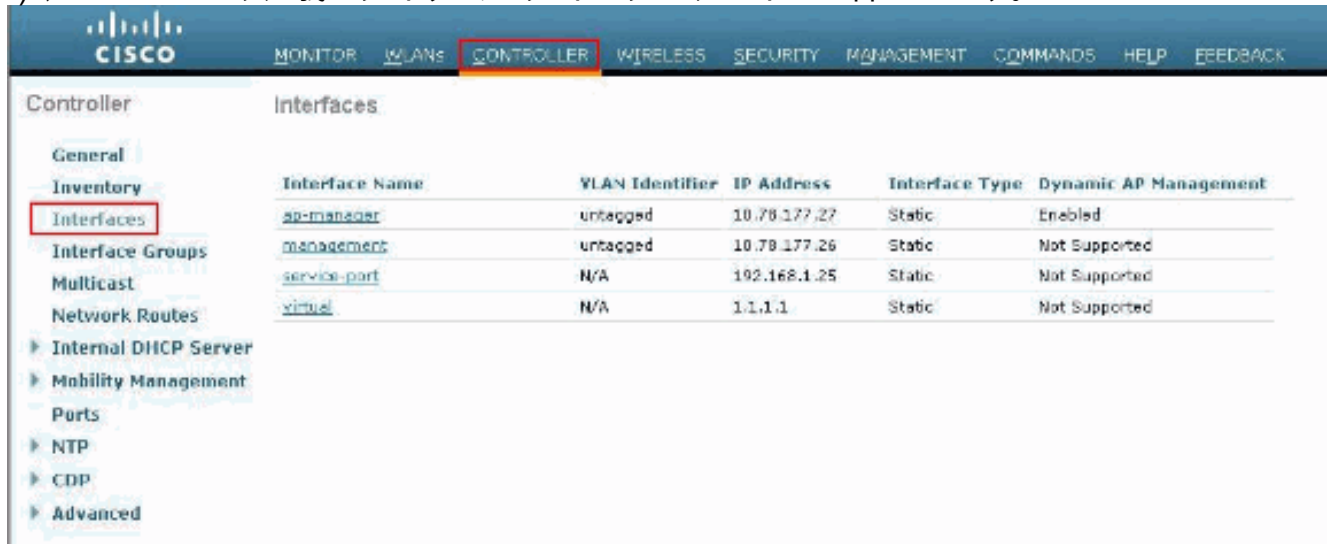 CISCO
MONITOR WLANs CONTROLLER WIRELESS SECURITY MANAGEMENT COMMANDS HELP FEEDBACK
Controller
Interfaces
General
Inventory
Interfaces
Interface Groups
Multicast
Network Routes
Internal DHCP Server
Mobility Management
Ports
NTP
CDP
Advanced
Interface Name VLAN Identifier IP Address Interface Type Dynamic AP Management
ap-manager untagged 10.78.177.27 Static Enabled
management untagged 10.78.177.26 Static Not Supported
service-port N/A 192.168.1.25 Static Not Supported
virtual N/A 1.1.1.1 Static Not Supported